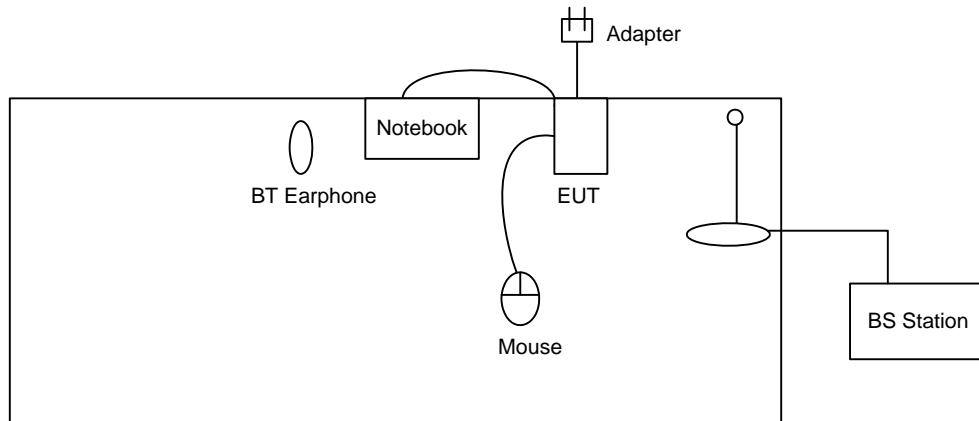 Adapter
Notebook
BT Earphone
EUT
BS Station
Mouse